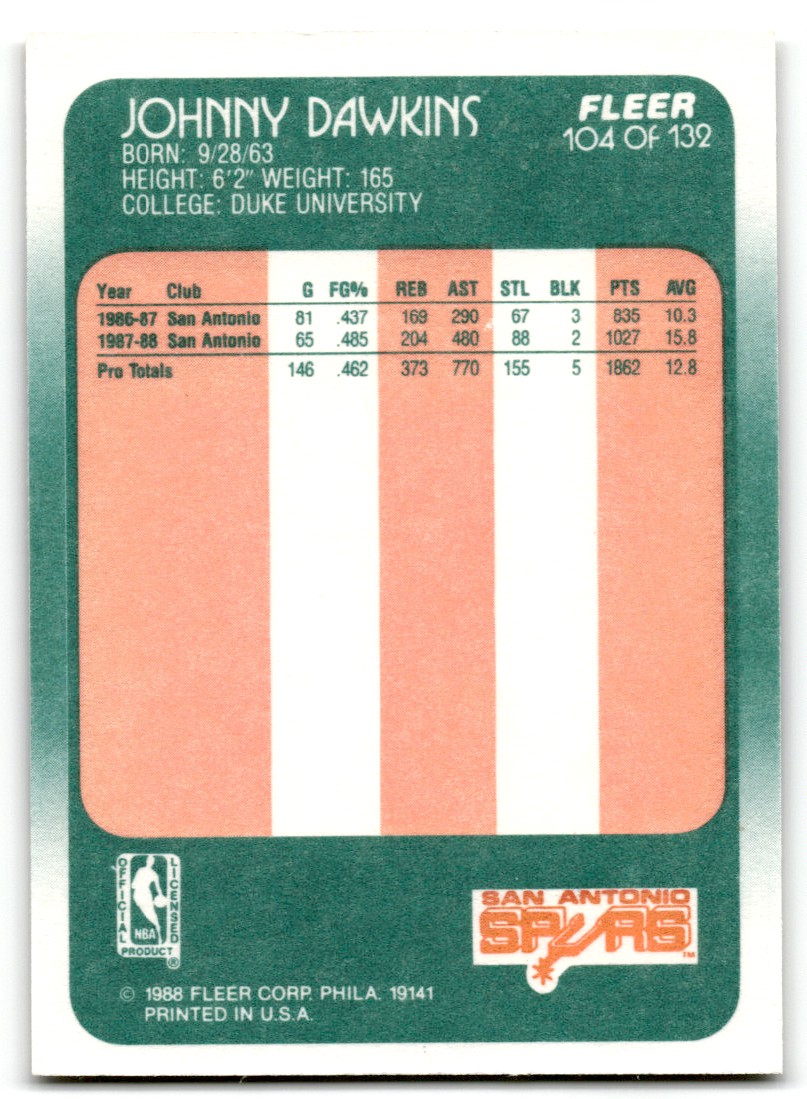 JOHNNY DAWKINS
FLEER
104 OF 132
BORN: 9/28/63
HEIGHT: 6'2" WEIGHT: 165
COLLEGE: DUKE UNIVERSITY
Year Club G FG% REB AST STL BLK PTS AVG
1986-87 San Antonio 81 .437 169 290 67 3 835 10.3
1987-88 San Antonio 65 .485 204 480 88 2 1027 15.8
Pro Totals 146 .462 373 770 155 5 1862 12.8
OFFICIAL
LICENSED
NBA
PRODUCT ®
SAN ANTONIO
SPURS ™
© 1988 FLEER CORP. PHILA. 19141
PRINTED IN U.S.A.